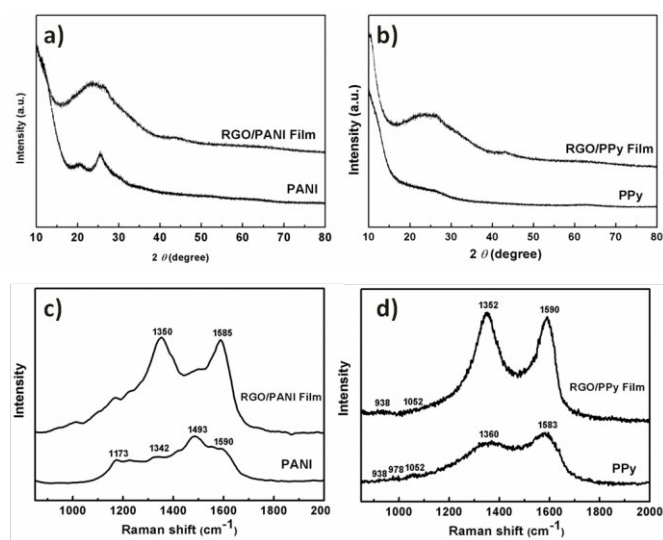 a)
Intensity (a.u.)
RGO/PANI Film
PANI
10 20 30 40 50 60 70 80
2 θ (degree)
b)
Intensity (a.u.)
RGO/PPy Film
PPy
10 20 30 40 50 60 70 80
2 θ (degree)
c)
Intensity
1350
1585
RGO/PANI Film
1173
1342
1493
1590
PANI
1000 1200 1400 1600 1800 2000
Raman shift (cm⁻¹)
d)
Intensity
1352
1590
938
1052
RGO/PPy Film
1360
1583
938
978
1052
PPy
1000 1200 1400 1600 1800 2000
Raman shift (cm⁻¹)